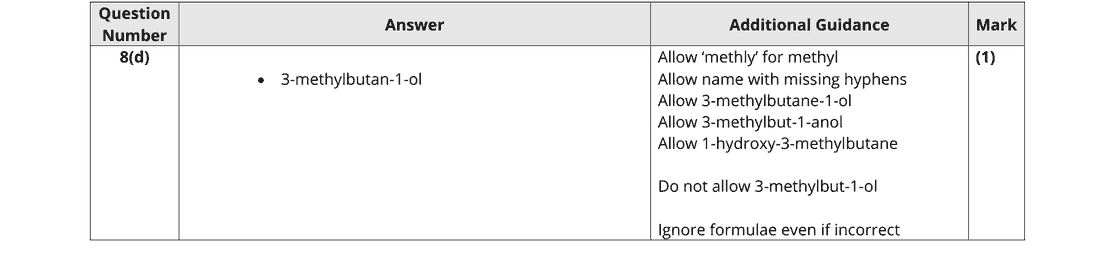 Question Number Answer Additional Guidance Mark
8(d) Allow ‘methly’ for methyl (1)
• 3-methylbutan-1-ol Allow name with missing hyphens
Allow 3-methylbutane-1-ol
Allow 3-methylbut-1-anol
Allow 1-hydroxy-3-methylbutane
Do not allow 3-methylbut-1-ol
Ignore formulae even if incorrect